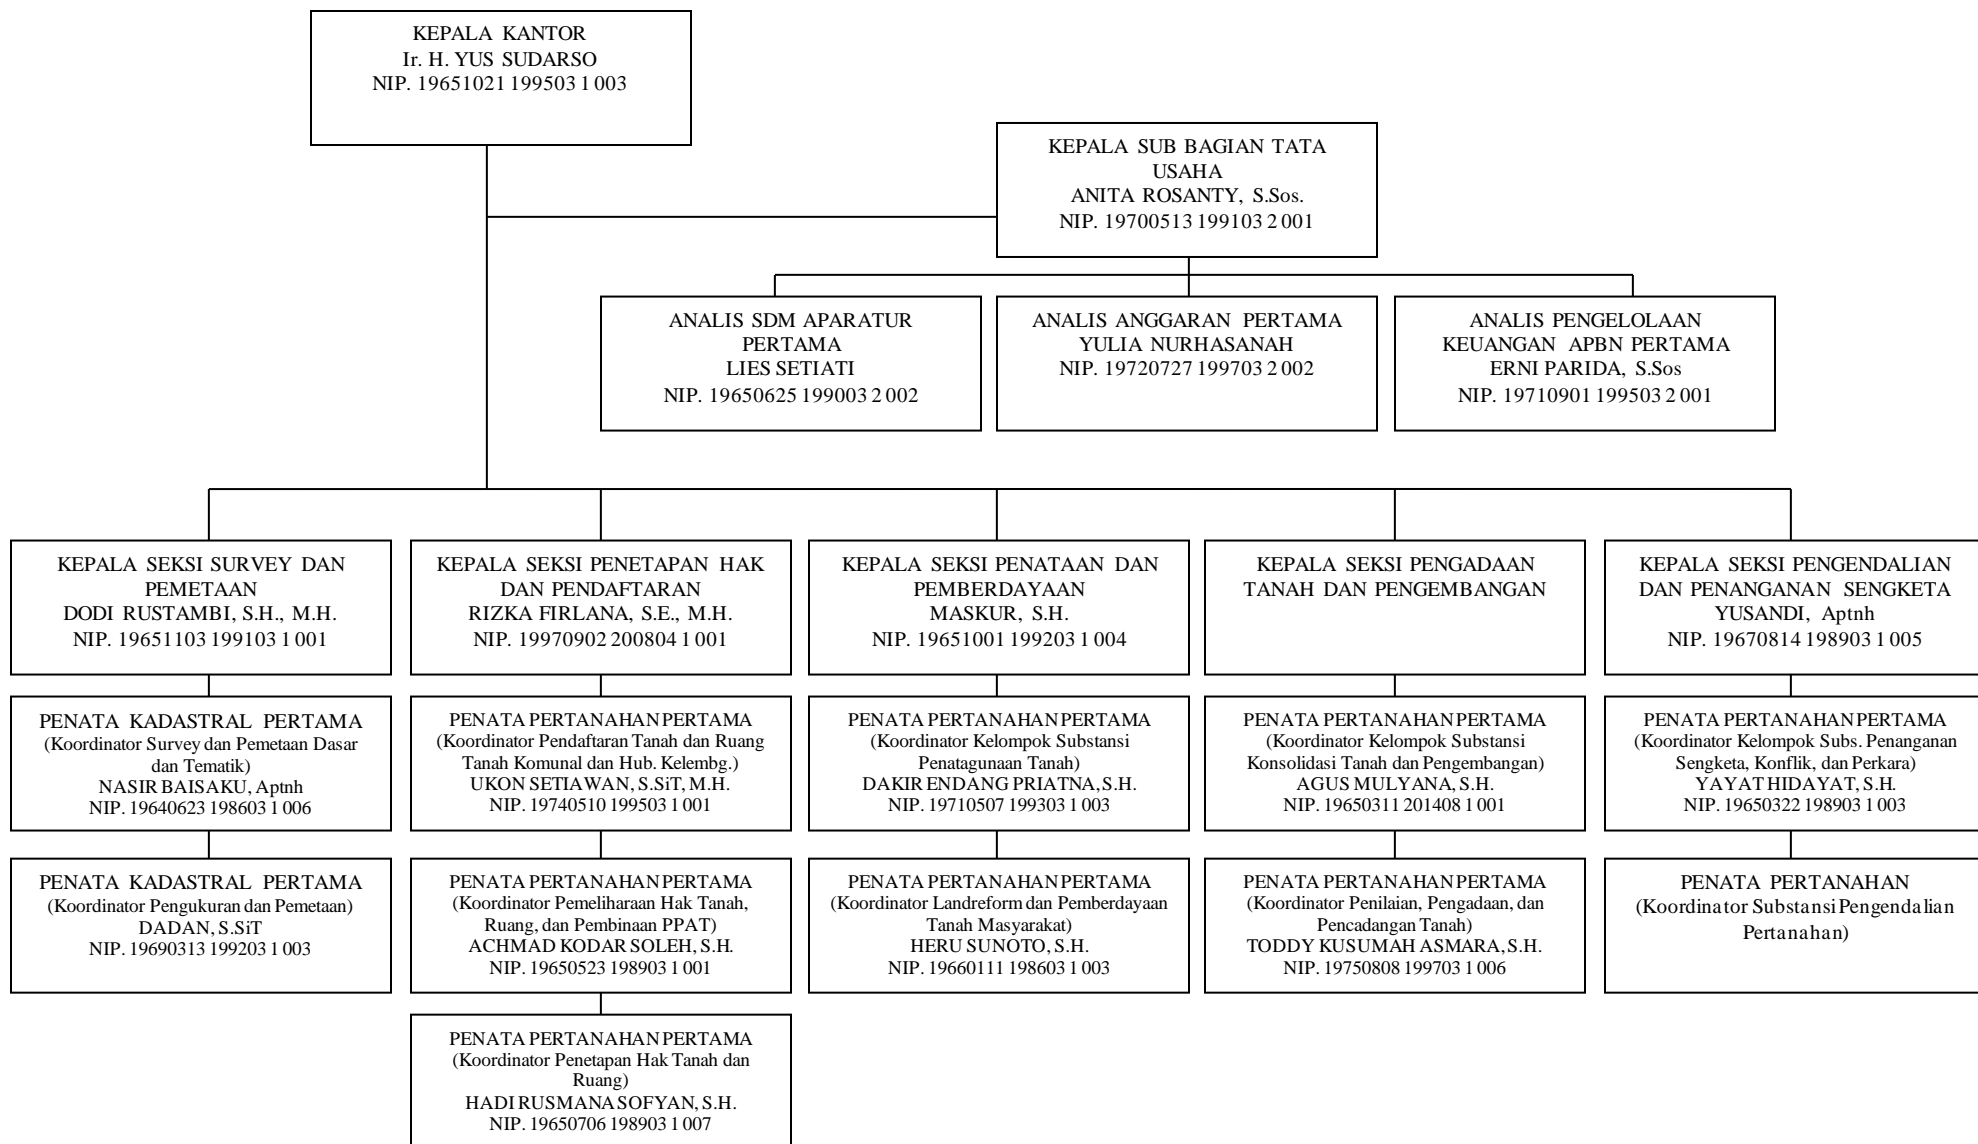 KEPALA KANTOR
Ir. H. YUS SUDARSO
NIP. 19651021 199503 1 003
KEPALA SUB BAGIAN TATA
USAHA
ANITA ROSANTY, S.Sos.
NIP. 19700513 199103 2 001
ANALIS SDM APARATUR
PERTAMA
LIES SETIATI
NIP. 19650625 199003 2 002
ANALIS ANGGARAN PERTAMA
YULIA NURHASANAH
NIP. 19720727 199703 2 002
ANALIS PENGELOLAAN
KEUANGAN APBN PERTAMA
ERNI PARIDA, S.Sos
NIP. 19710901 199503 2 001
KEPALA SEKSI SURVEY DAN
PEMETAAN
DODI RUSTAMBI, S.H., M.H.
NIP. 19651103 199103 1 001
KEPALA SEKSI PENETAPAN HAK
DAN PENDAFTARAN
RIZKA FIRLANA, S.E., M.H.
NIP. 19970902 200804 1 001
KEPALA SEKSI PENATAAN DAN
PEMBERDAYAAN
MASKUR, S.H.
NIP. 19651001 199203 1 004
KEPALA SEKSI PENGADAAN
TANAH DAN PENGEMBANGAN
KEPALA SEKSI PENGENDALIAN
DAN PENANGANAN SENGKETA
YUSANDI, Aptnh
NIP. 19670814 198903 1 005
PENATA KADASTRAL PERTAMA
(Koordinator Survey dan Pemetaan Dasar
dan Tematik)
NASIR BAISAKU, Aptnh
NIP. 19640623 198603 1 006
PENATA PERTANAHAN PERTAMA
(Koordinator Pendaftaran Tanah dan Ruang
Tanah Komunal dan Hub. Kelembg.)
UKON SETIAWAN, S.SiT, M.H.
NIP. 19740510 199503 1 001
PENATA PERTANAHAN PERTAMA
(Koordinator Kelompok Substansi
Penatagunaan Tanah)
DAKIR ENDANG PRIATNA, S.H.
NIP. 19710507 199303 1 003
PENATA PERTANAHAN PERTAMA
(Koordinator Kelompok Substansi
Konsolidasi Tanah dan Pengembangan)
AGUS MULYANA, S.H.
NIP. 19650311 201408 1 001
PENATA PERTANAHAN PERTAMA
(Koordinator Kelompok Subs. Penanganan
Sengketa, Konflik, dan Perkara)
YAYAT HIDAYAT, S.H.
NIP. 19650322 198903 1 003
PENATA KADASTRAL PERTAMA
(Koordinator Pengukuran dan Pemetaan)
DADAN, S.SiT
NIP. 19690313 199203 1 003
PENATA PERTANAHAN PERTAMA
(Koordinator Pemeliharaan Hak Tanah,
Ruang, dan Pembinaan PPAT)
ACHMAD KODAR SOLEH, S.H.
NIP. 19650523 198903 1 001
PENATA PERTANAHAN PERTAMA
(Koordinator Landreform dan Pemberdayaan
Tanah Masyarakat)
HERU SUNOTO, S.H.
NIP. 19660111 198603 1 003
PENATA PERTANAHAN PERTAMA
(Koordinator Penilaian, Pengadaan, dan
Pencadangan Tanah)
TODDY KUSUMAH ASMARA, S.H.
NIP. 19750808 199703 1 006
PENATA PERTANAHAN
(Koordinator Substansi Pengendalian
Pertanahan)
PENATA PERTANAHAN PERTAMA
(Koordinator Penetapan Hak Tanah dan
Ruang)
HADI RUSMANA SOFYAN, S.H.
NIP. 19650706 198903 1 007